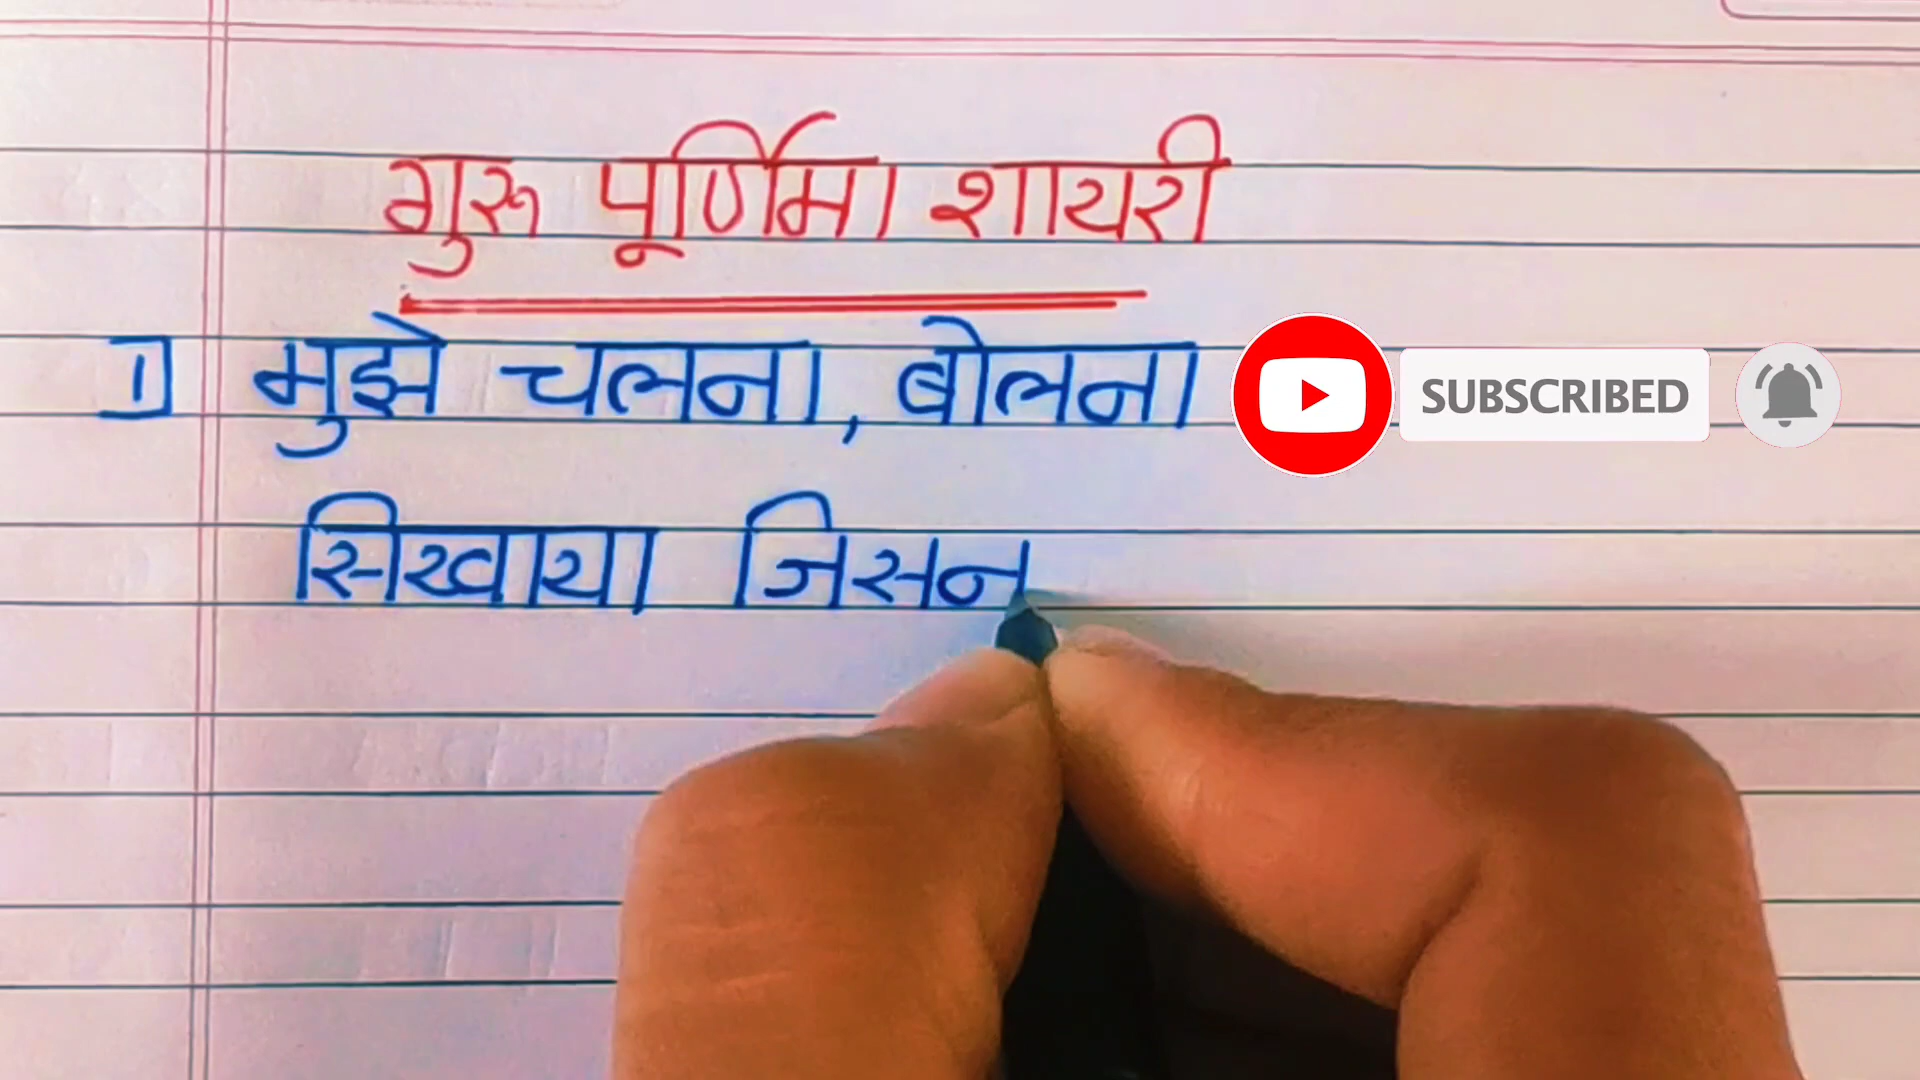 गुरू पूर्णिमा शायरी
1] मुझे चलना, बोलना
SUBSCRIBED
सिखाया जिसन